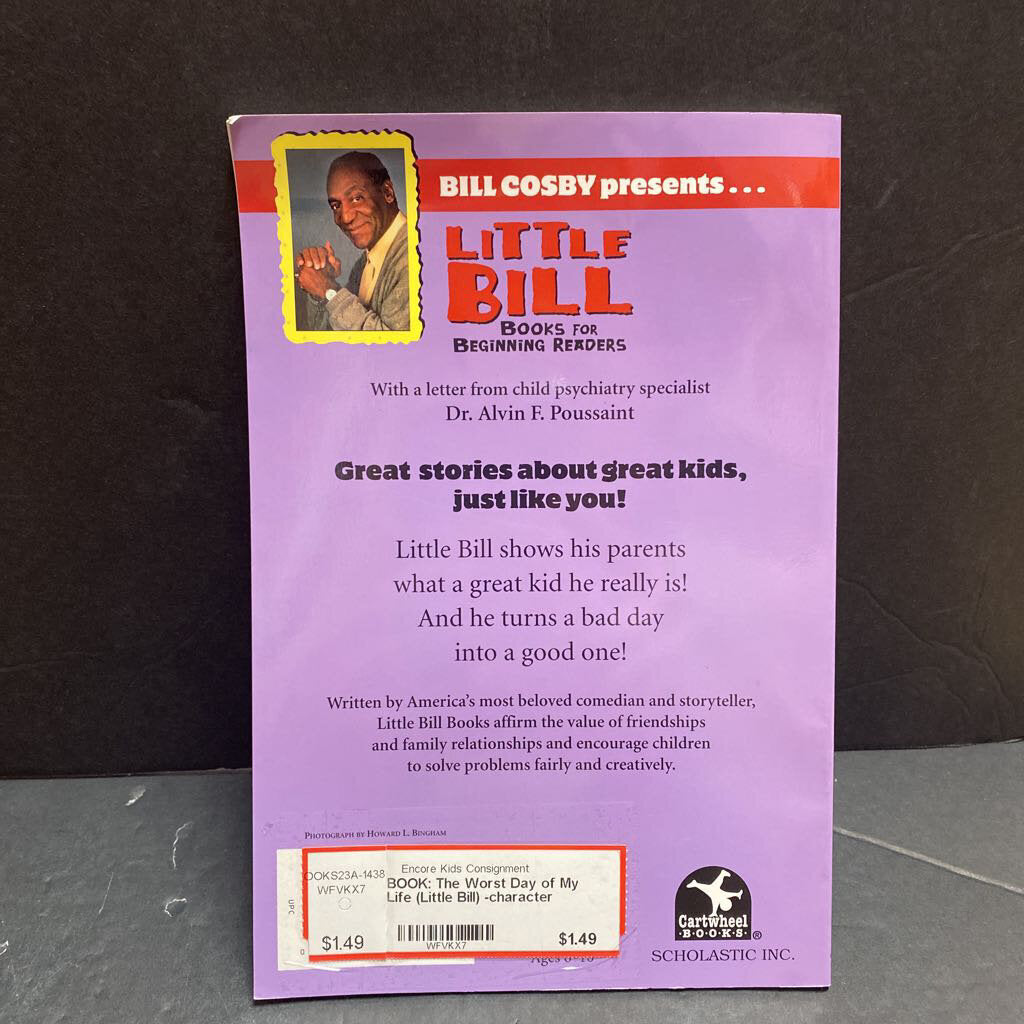 BILL COSBY presents...
LITTLE
BILL
BOOKS FOR
BEGINNING READERS
With a letter from child psychiatry specialist
Dr. Alvin F. Poussaint
Great stories about great kids,
just like you!
Little Bill shows his parents
what a great kid he really is!
And he turns a bad day
into a good one!
Written by America's most beloved comedian and storyteller,
Little Bill Books affirm the value of friendships
and family relationships and encourage children
to solve problems fairly and creatively.
PHOTOGRAPH BY HOWARD L. BINGHAM
OOKS23A-1438
WFVKX7
$1.49
UPC
Encore Kids Consignment
BOOK: The Worst Day of My
Life (Little Bill) -character
WFVKX7
$1.49
Cartwheel
·B·O·O·K·S· ®
SCHOLASTIC INC.